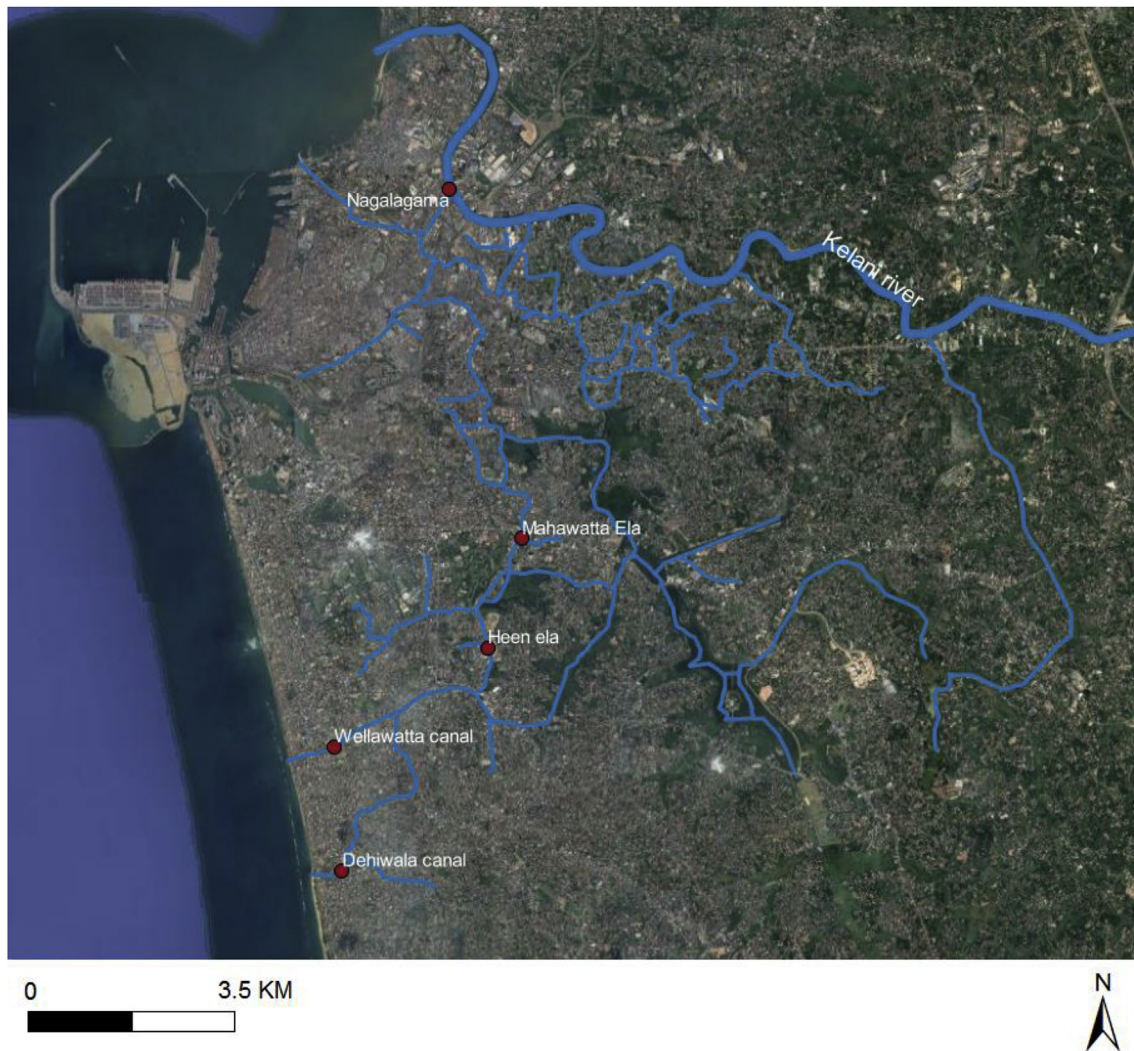 Nagalagama
Kelani river
Mahawatta Ela
Heen ela
Wellawatta canal
Dehiwala canal
0 3.5 KM
N